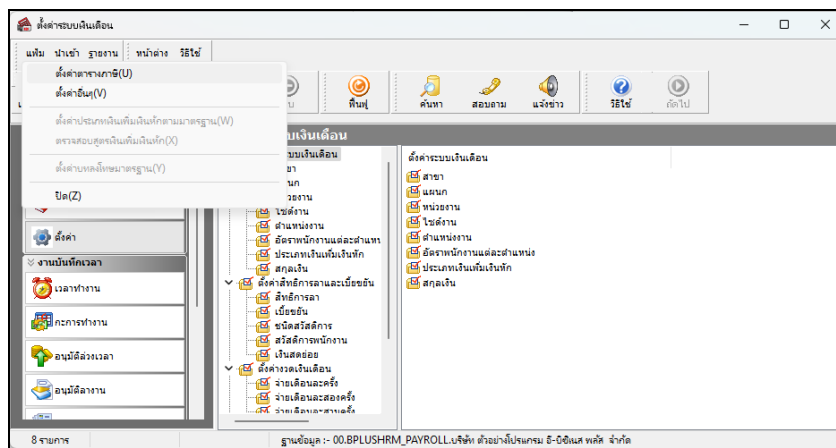 ตั้งค่าระบบเงินเดือน
แฟ้ม นำเข้า รายงาน หน้าต่าง วิธีใช้
ตั้งค่าตารางภาษี(U)
ตั้งค่าอื่นๆ(V)
ตั้งค่าประเภทเงินเพิ่มเงินหักตามมาตรฐาน(W)
ตรวจสอบสูตรเงินเพิ่มเงินหัก(X)
ตั้งค่าบทลงโทษมาตรฐาน(Y)
ปิด(Z)
ฟื้นฟู ค้นหา สอบถาม แจ้งข่าว วิธีใช้ ถัดไป
บบเงินเดือน
ะบบเงินเดือน
ขา
นก
วยงาน
ไซต์งาน
ตำแหน่งงาน
อัตราพนักงานแต่ละตำแหน
ประเภทเงินเพิ่มเงินหัก
สกุลเงิน
ตั้งค่าสิทธิการลาและเบี้ยขยัน
สิทธิการลา
เบี้ยขยัน
ชนิดสวัสดิการ
สวัสดิการพนักงาน
เงินสดย่อย
ตั้งค่างวดเงินเดือน
จ่ายเดือนละครั้ง
จ่ายเดือนละสองครั้ง
จ่ายเดือนละสามครั้ง
ตั้งค่าระบบเงินเดือน
สาขา
แผนก
หน่วยงาน
ไซต์งาน
ตำแหน่งงาน
อัตราพนักงานแต่ละตำแหน่ง
ประเภทเงินเพิ่มเงินหัก
สกุลเงิน
ตั้งค่า
งานบันทึกเวลา
เวลาทำงาน
กะการทำงาน
อนุมัติล่วงเวลา
อนุมัติลางาน
8 รายการ
ฐานข้อมูล :- 00.BPLUSHRM_PAYROLL.บริษัท ตัวอย่างโปรแกรม อี-บิซิเนส พลัส จำกัด